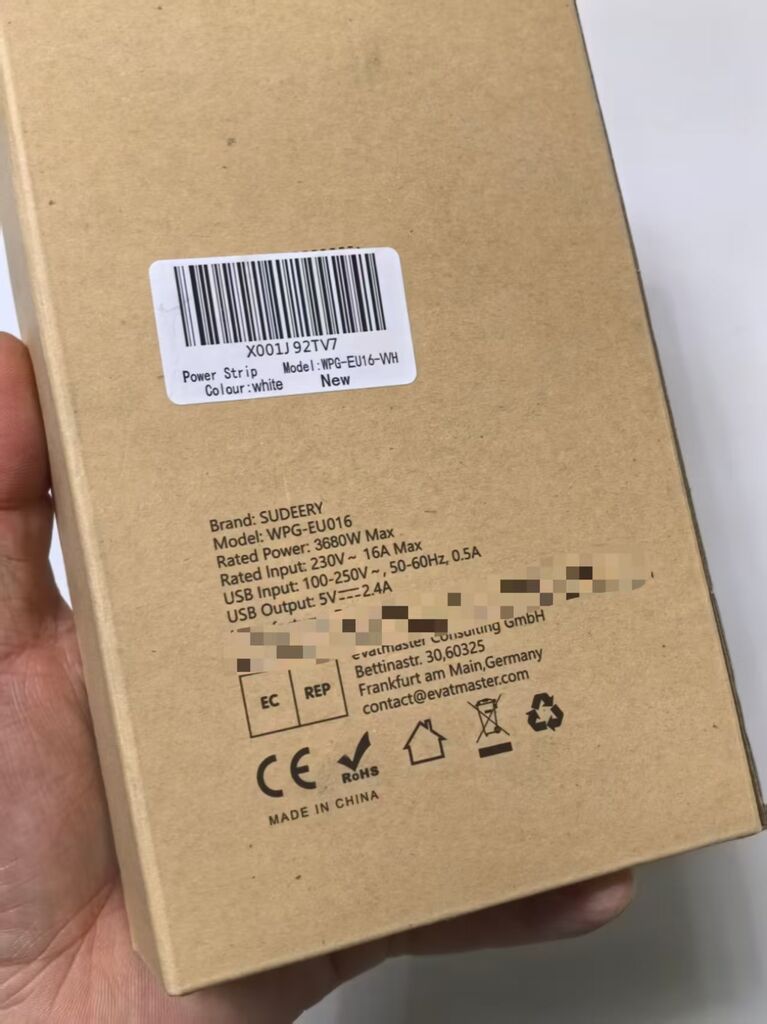 X001J92TV7
Power Strip Model:WPG-EU16-WH
Colour:white New
Brand: SUDEERY
Model: WPG-EU016
Rated Power: 3680W Max
Rated Input: 230V~ 16A Max
USB Input: 100-250V~, 50-60Hz, 0.5A
USB Output: 5V⎓2.4A
evatmaster Consulting GmbH
EC REP
Bettinastr. 30,60325
Frankfurt am Main,Germany
contact@evatmaster.com
CE RoHS
MADE IN CHINA